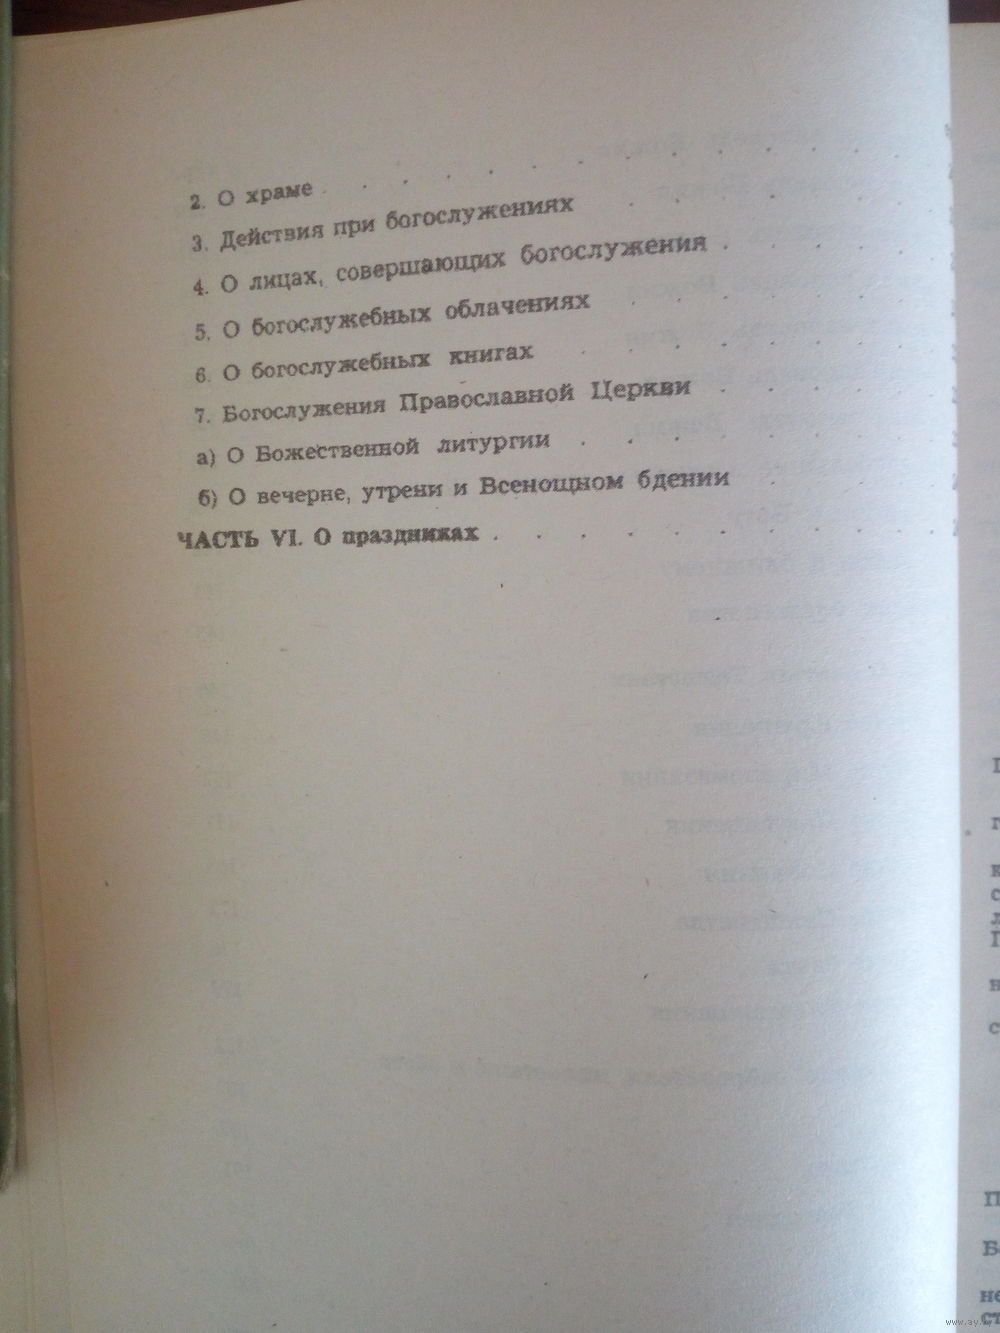 2. О храме
3. Действия при богослужениях
4. О лицах, совершающих богослужения
5. О богослужебных облачениях
6. О богослужебных книгах
7. Богослужения Православной Церкви
а) О Божественной литургии
б) О вечерне, утрени и Всенощном бдении
ЧАСТЬ VI. О праздниках